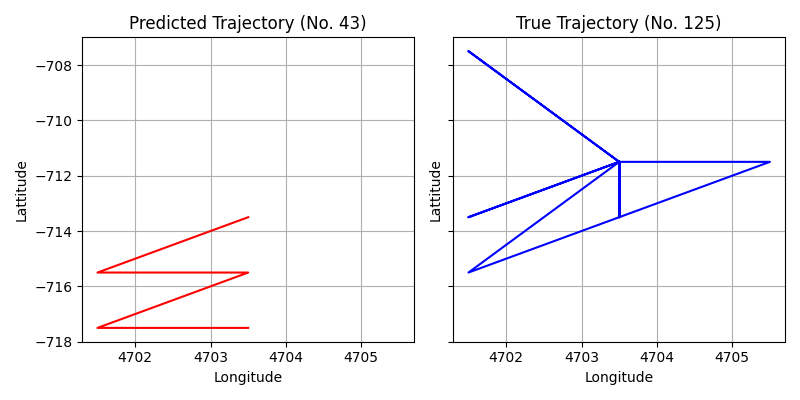 Predicted Trajectory (No. 43)
True Trajectory (No. 125)
−708
−710
−712
−714
−716
−718
Lattitude
Lattitude
4702 4703 4704 4705
4702 4703 4704 4705
Longitude
Longitude